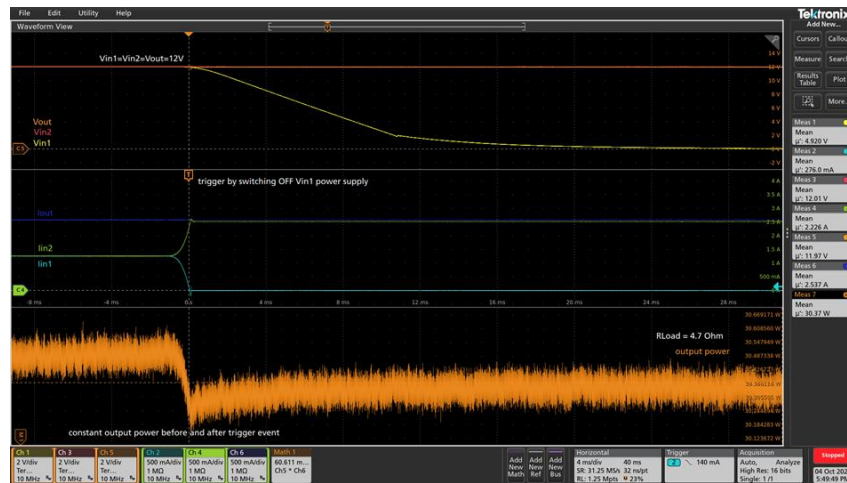 File Edit Utility Help
Tektronix
Waveform View
Add New...
Cursors Callou
Measure Search
Results Table Plot
More...
Vin1=Vin2=Vout=12V
14 V
12 V
10 V
8 V
6 V
4 V
2 V
-2 V
Vout
Vin2
Vin1
C 5
T
trigger by switching OFF Vin1 power supply
4 A
3.5 A
3 A
2.5 A
2 A
1.5 A
1 A
500 mA
Iout
Iin2
Iin1
C 4
-8 ms -4 ms 0 s 4 ms 8 ms 12 ms 16 ms 20 ms 24 ms 28 ms
30.669171 W
30.608560 W
30.547949 W
30.487338 W
RLoad = 4.7 Ohm
output power
30.184283 W
30.123672 W
constant output power before and after trigger event
Meas 1
Mean
µ': 4.920 V
Meas 2
Mean
µ': 276.0 mA
Meas 3
Mean
µ': 12.01 V
Meas 4
Mean
µ': 2.226 A
Meas 5
Mean
µ': 11.97 V
Meas 6
Mean
µ': 2.537 A
Meas 7
Mean
µ': 30.37 W
Ch 1 Ch 3 Ch 5 Ch 2 Ch 4 Ch 6 Math 1
2 V/div 2 V/div 2 V/div 500 mA/div 500 mA/div 500 mA/div 60.611 m...
Ter... Ter... Ter... 1 MΩ 1 MΩ 1 MΩ Ch5 * Ch6
10 MHz 10 MHz 10 MHz 10 MHz 10 MHz 10 MHz
Add New Math
Add New Ref
Add New Bus
Horizontal
4 ms/div 40 ms
SR: 31.25 MS/s 32 ns/pt
RL: 1.25 Mpts 23%
Trigger
2 140 mA
Acquisition
Auto, Analyze
High Res: 16 bits
Single: 1 /1
Stopped
04 Oct 202
5:49:49 PM